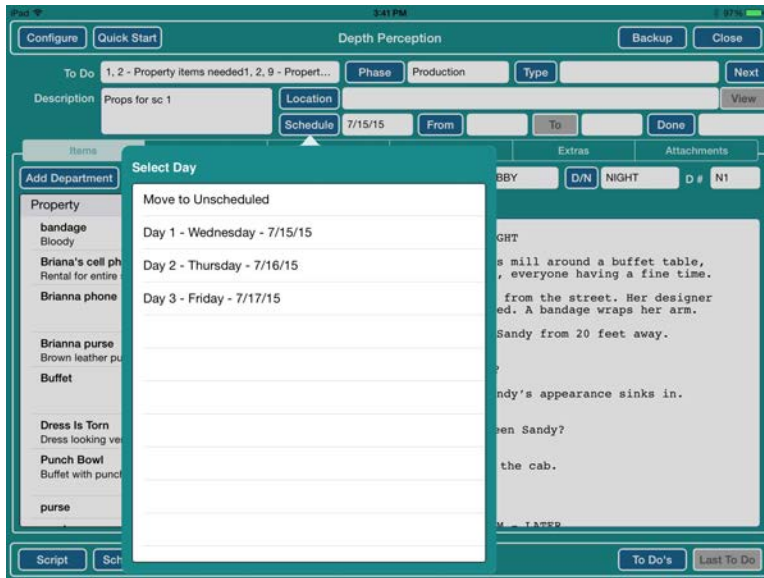 iPad 3:41 PM 97%
Configure Quick Start Depth Perception Backup Close
To Do 1, 2 - Property items needed1, 2, 9 - Propert... Phase Production Type Next
Description Props for sc 1 Location View
Schedule 7/15/15 From To Done
Items Extras Attachments
Add Department Select Day BBY D/N NIGHT D # N1
Property Move to Unscheduled
bandage GHT
Bloody Day 1 - Wednesday - 7/15/15
Briana's cell ph s mill around a buffet table,
Rental for entire Day 2 - Thursday - 7/16/15 , everyone having a fine time.
Brianna phone Day 3 - Friday - 7/17/15 from the street. Her designer
ed. A bandage wraps her arm.
Brianna purse Sandy from 20 feet away.
Brown leather pu
Buffet ?
ndy's appearance sinks in.
Dress Is Torn een Sandy?
Dress looking ve
Punch Bowl the cab.
Buffet with punch
purse
M - LATER
Script Sch To Do's Last To Do